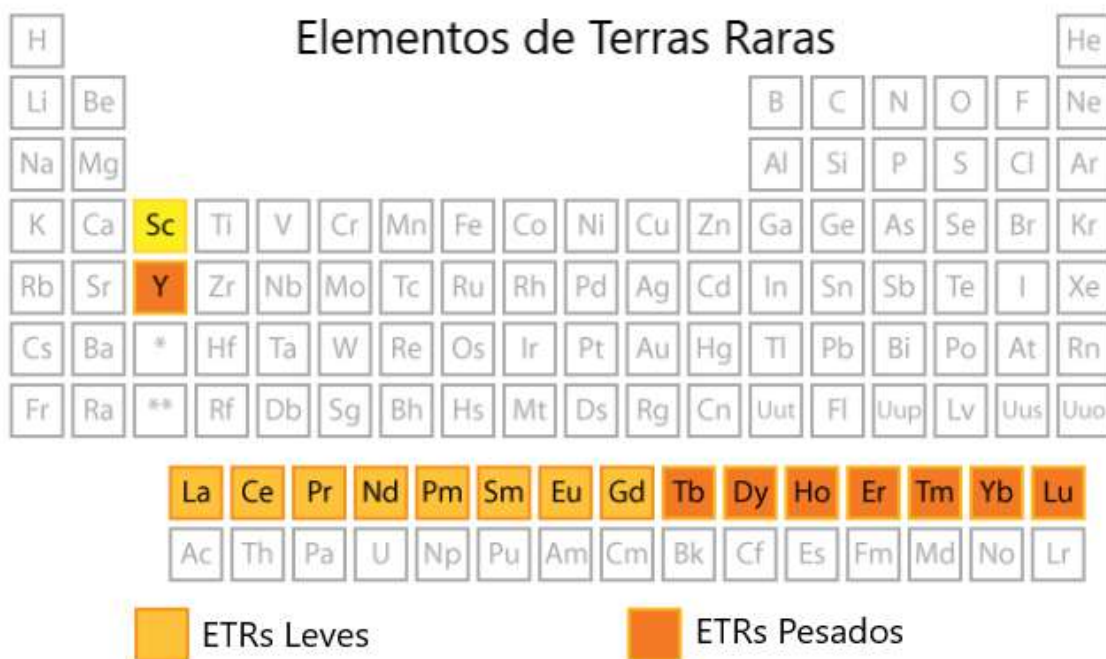 Elementos de Terras Raras
H He
Li Be B C N O F Ne
Na Mg Al Si P S Cl Ar
K Ca Sc Ti V Cr Mn Fe Co Ni Cu Zn Ga Ge As Se Br Kr
Rb Sr Y Zr Nb Mo Tc Ru Rh Pd Ag Cd In Sn Sb Te I Xe
Cs Ba * Hf Ta W Re Os Ir Pt Au Hg Tl Pb Bi Po At Rn
Fr Ra ** Rf Db Sg Bh Hs Mt Ds Rg Cn Uut Fl Uup Lv Uus Uuo
La Ce Pr Nd Pm Sm Eu Gd Tb Dy Ho Er Tm Yb Lu
Ac Th Pa U Np Pu Am Cm Bk Cf Es Fm Md No Lr
ETRs Leves ETRs Pesados